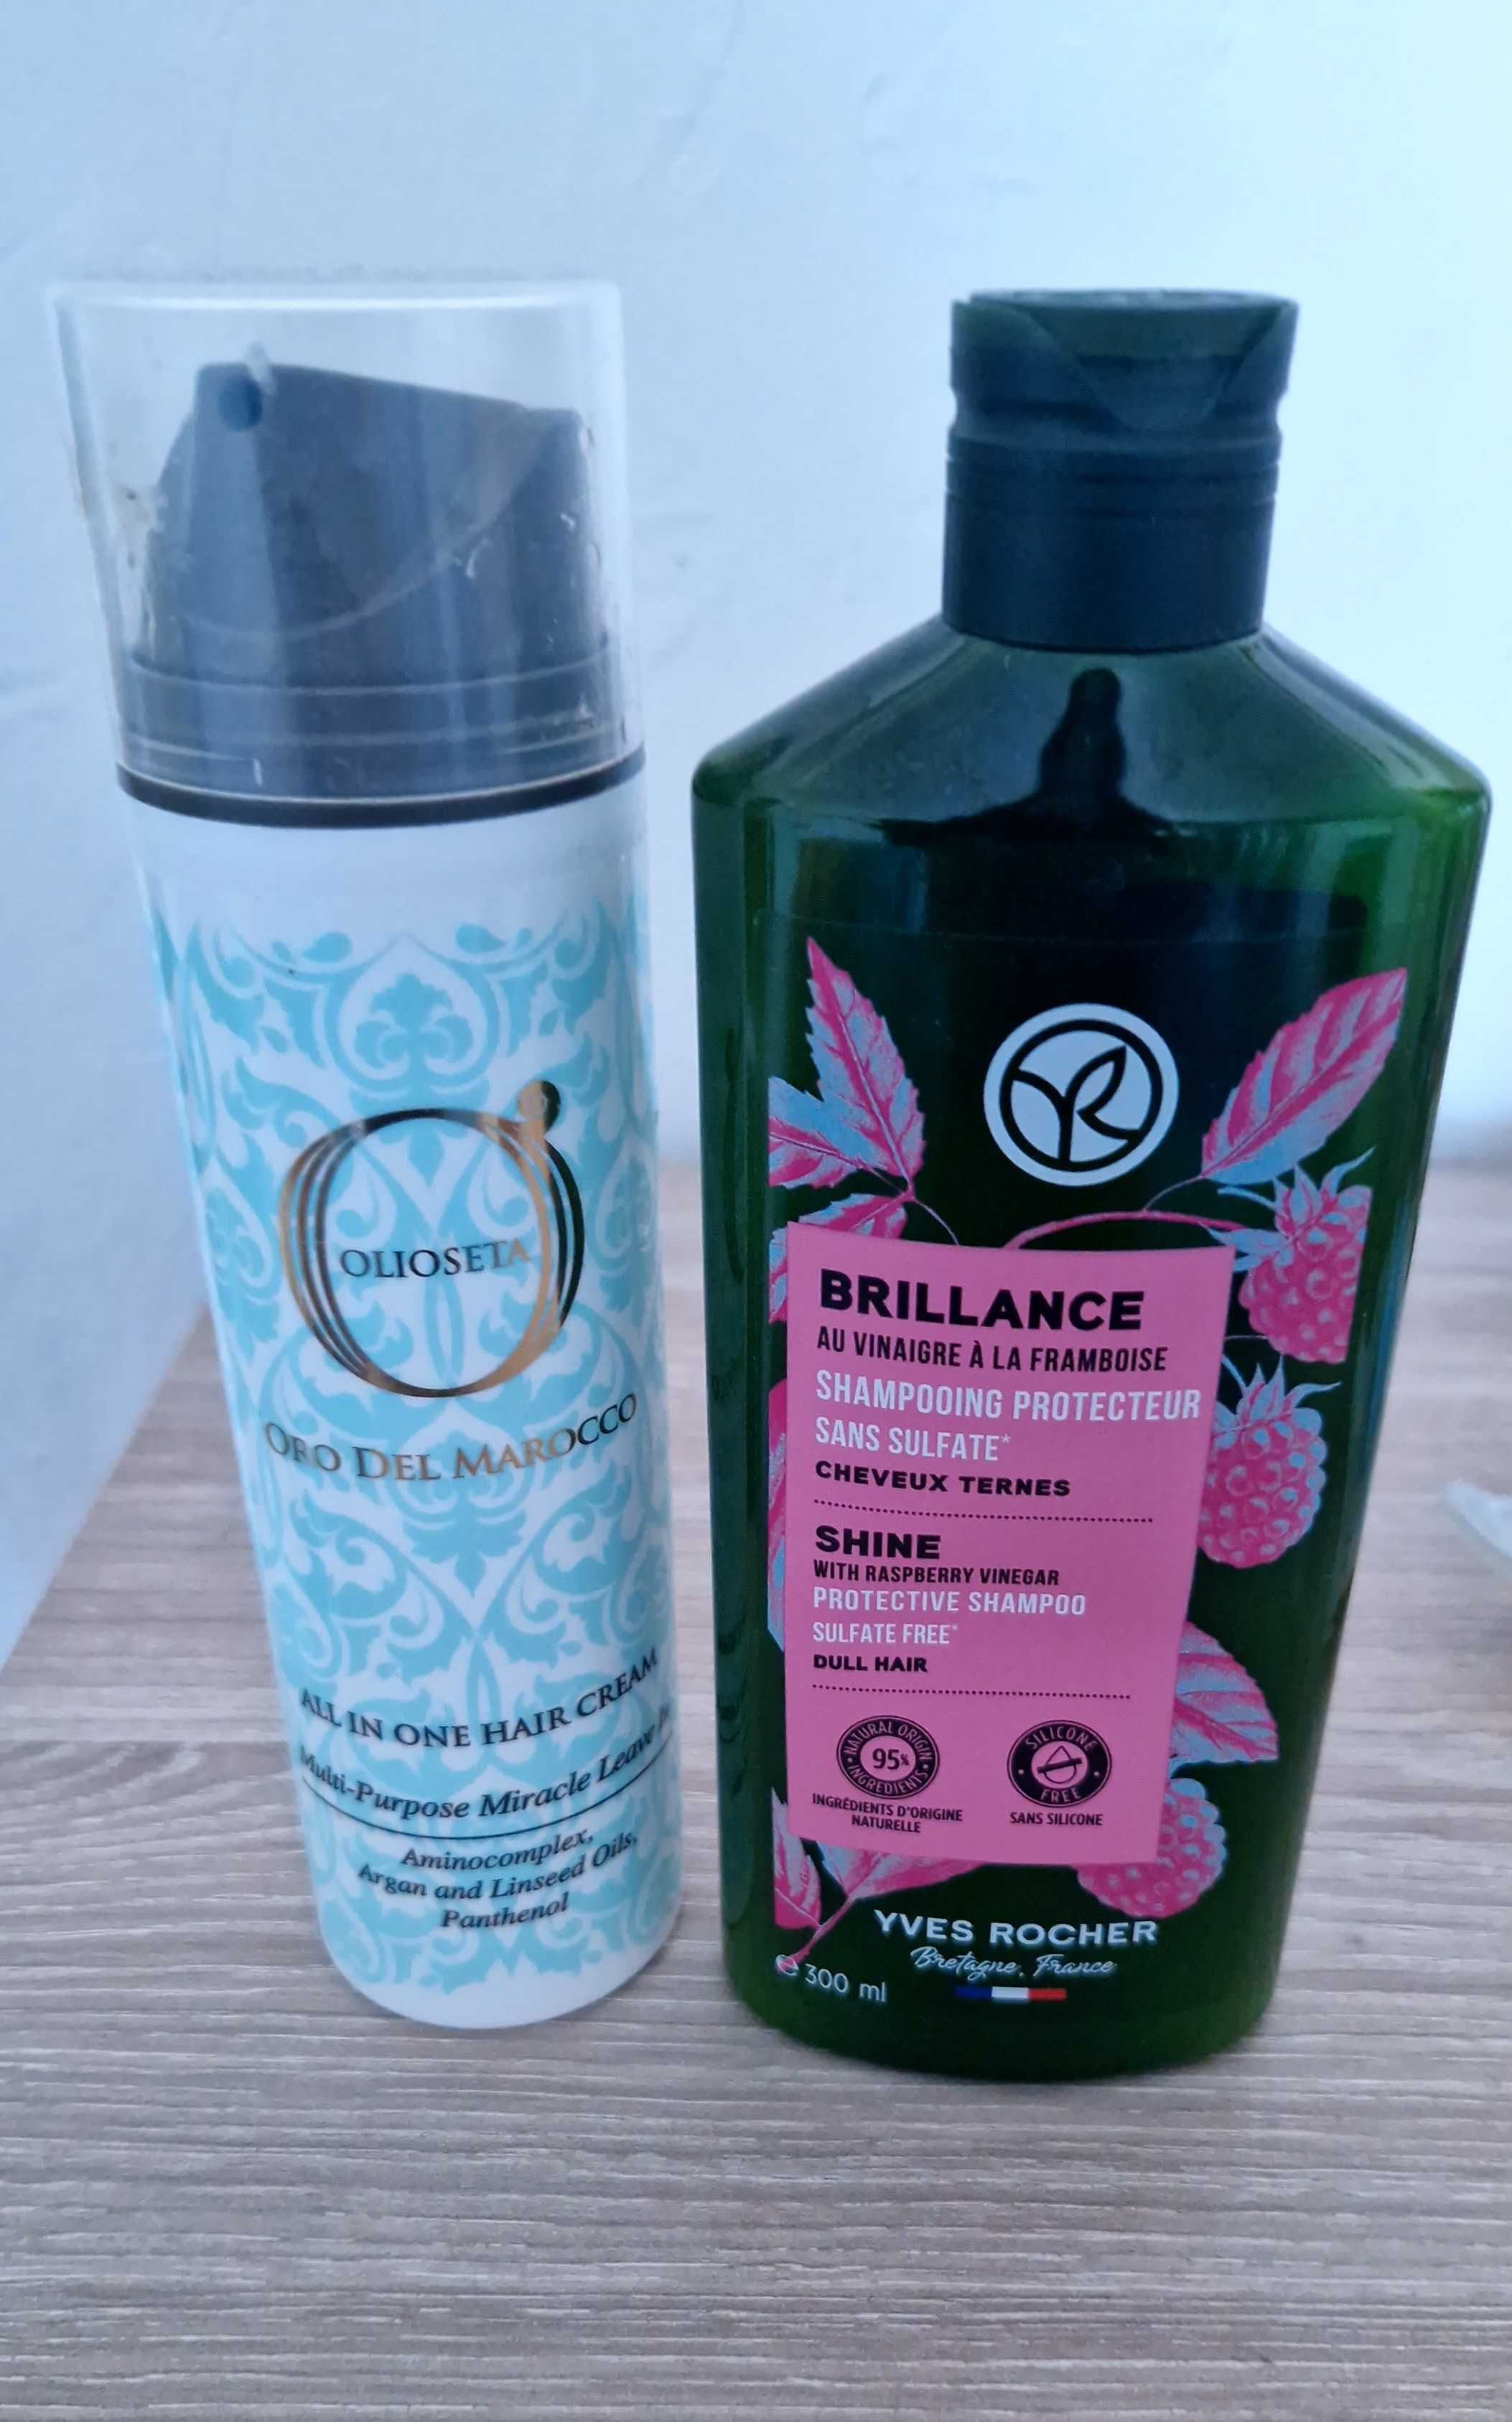 OLIOSETA
ORO DEL MAROCCO
ALL IN ONE HAIR CREAM
Multi-Purpose Miracle Leave
Aminocomplex,
Argan and Linseed Oils,
Panthenol
YR
BRILLANCE
AU VINAIGRE À LA FRAMBOISE
SHAMPOOING PROTECTEUR
SANS SULFATE*
CHEVEUX TERNES
SHINE
WITH RASPBERRY VINEGAR
PROTECTIVE SHAMPOO
SULFATE FREE*
DULL HAIR
NATURAL ORIGIN
95%
INGREDIENTS
INGRÉDIENTS D'ORIGINE
NATURELLE
SILICONE
FREE
SANS SILICONE
YVES ROCHER
Bretagne, France
e 300 ml